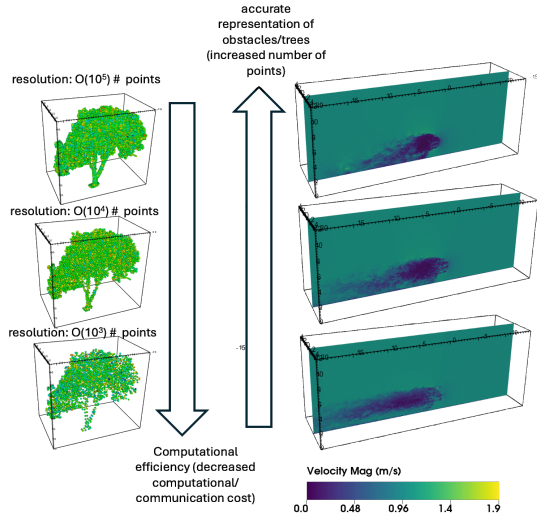 accurate
representation of
obstacles/trees
(increased number of
points)
resolution: O(10⁵) # points
resolution: O(10⁴) # points
resolution: O(10³) # points
-15
Computational
efficiency (decreased
computational/
communication cost)
Velocity Mag (m/s)
0.0 0.48 0.96 1.4 1.9